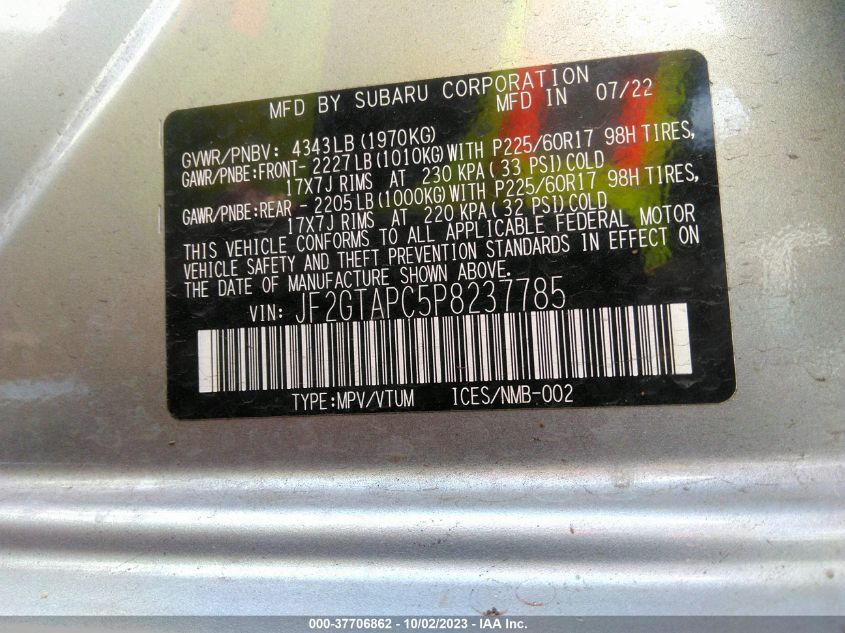 MFD BY SUBARU CORPORATION
MFD IN 07/22
GVWR/PNBV: 4343LB (1970KG)
GAWR/PNBE:FRONT- 2227LB (1010KG) WITH P225/60R17 98H TIRES,
17X7J RIMS AT 230 KPA( 33 PSI) COLD
GAWR/PNBE:REAR - 2205LB (1000KG) WITH P225/60R17 98H TIRES,
17X7J RIMS AT 220 KPA( 32 PSI) COLD
THIS VEHICLE CONFORMS TO ALL APPLICABLE FEDERAL MOTOR
VEHICLE SAFETY AND THEFT PREVENTION STANDARDS IN EFFECT ON
THE DATE OF MANUFACTURE SHOWN ABOVE.
VIN: JF2GTAPC5P8237785
TYPE:MPV/VTUM ICES/NMB-002
000-37706862 - 10/02/2023 - IAA Inc.